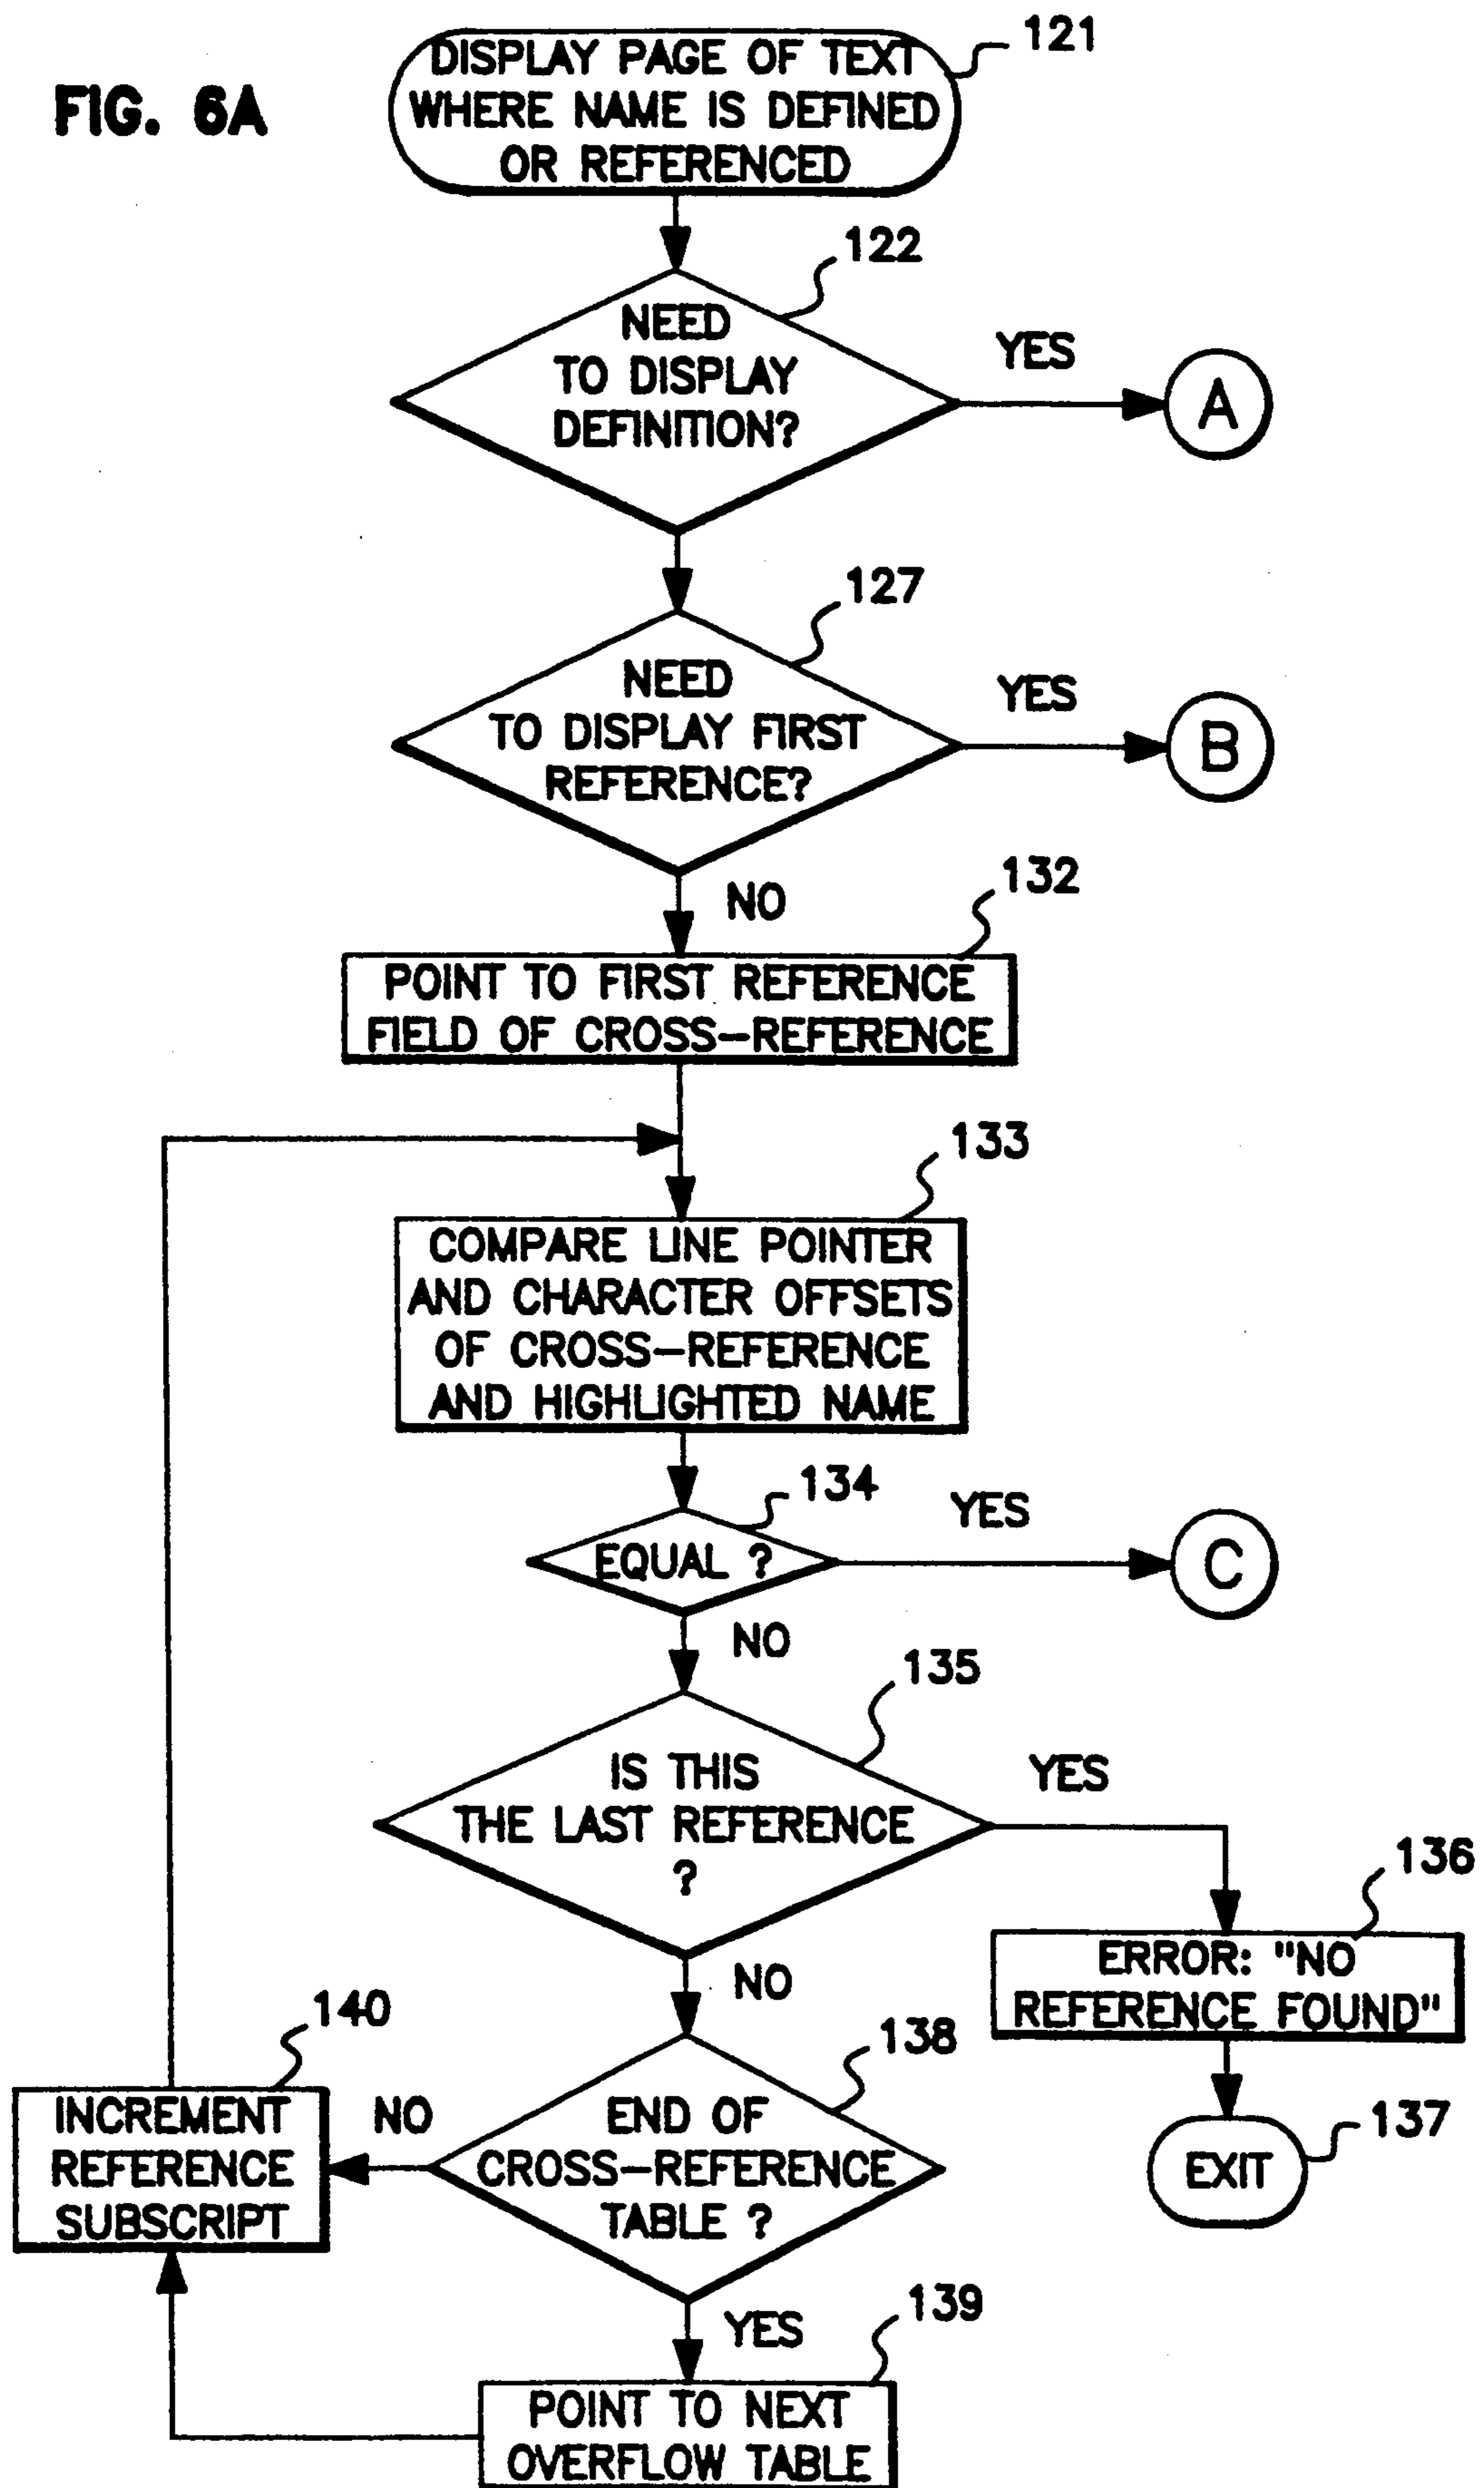 FIG. 6A
DISPLAY PAGE OF TEXT
WHERE NAME IS DEFINED
OR REFERENCED
121
122
NEED
TO DISPLAY
DEFINITION?
YES
A
127
NEED
TO DISPLAY FIRST
REFERENCE?
YES
B
NO
132
POINT TO FIRST REFERENCE
FIELD OF CROSS-REFERENCE
133
COMPARE LINE POINTER
AND CHARACTER OFFSETS
OF CROSS-REFERENCE
AND HIGHLIGHTED NAME
134
EQUAL ?
YES
C
NO
135
IS THIS
THE LAST REFERENCE
?
YES
136
ERROR: "NO
REFERENCE FOUND"
137
EXIT
NO
138
END OF
CROSS-REFERENCE
TABLE ?
NO
140
INCREMENT
REFERENCE
SUBSCRIPT
YES
139
POINT TO NEXT
OVERFLOW TABLE